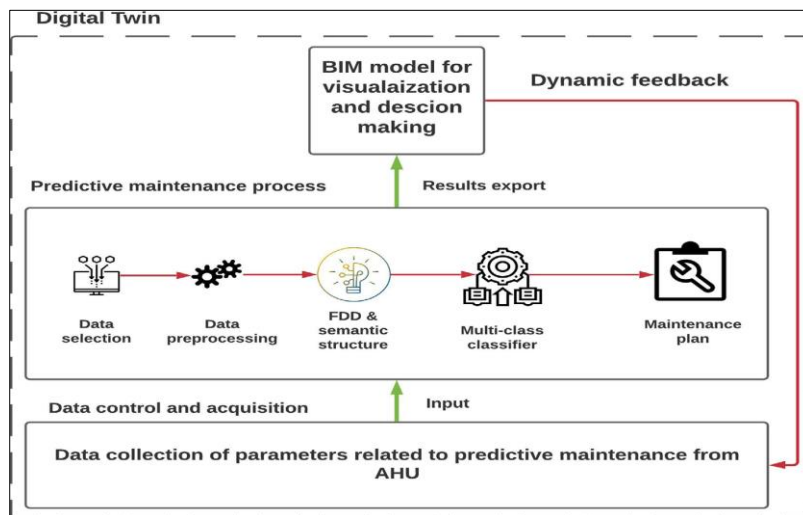 Digital Twin
BIM model for
visualaization
and descion
making
Dynamic feedback
Predictive maintenance process
Results export
Data
selection
Data
preprocessing
FDD &
semantic
structure
Multi-class
classifier
Maintenance
plan
Data control and acquisition
Input
Data collection of parameters related to predictive maintenance from
AHU